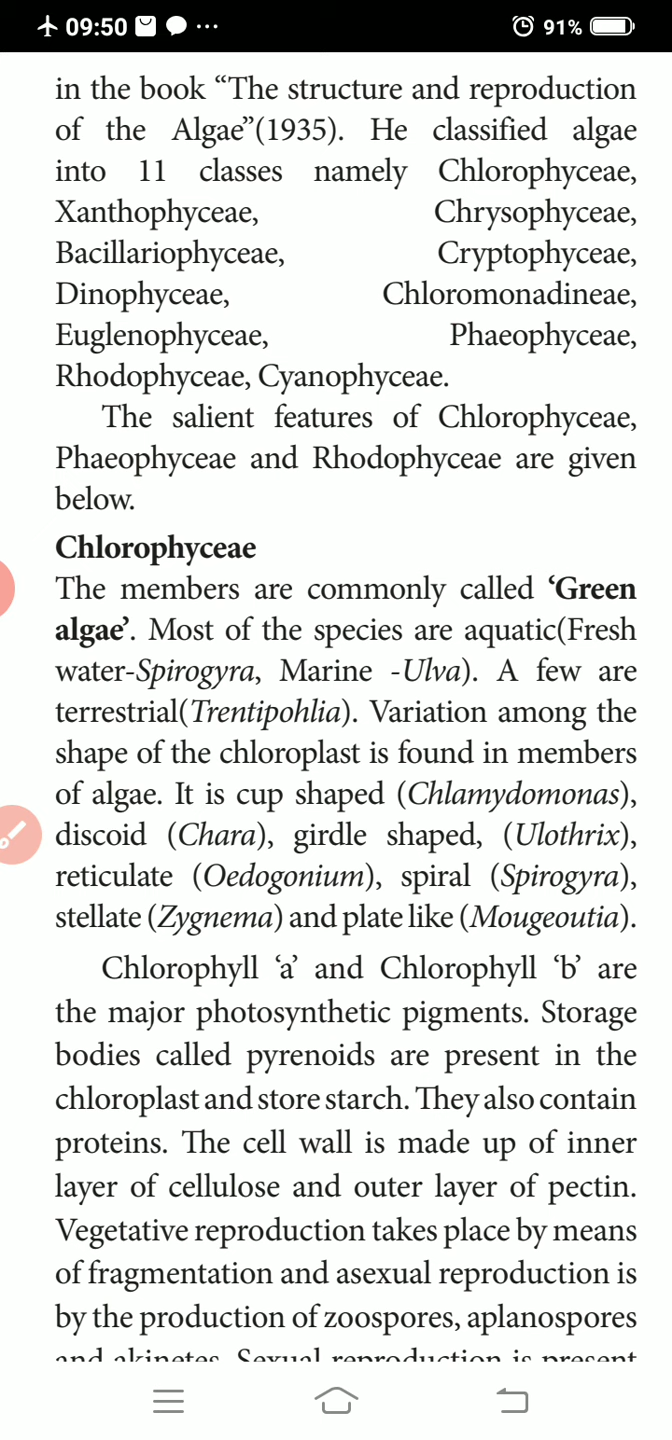 09:50 ... 91%
in the book “The structure and reproduction
of the Algae”(1935). He classified algae
into 11 classes namely Chlorophyceae,
Xanthophyceae, Chrysophyceae,
Bacillariophyceae, Cryptophyceae,
Dinophyceae, Chloromonadineae,
Euglenophyceae, Phaeophyceae,
Rhodophyceae, Cyanophyceae.
The salient features of Chlorophyceae,
Phaeophyceae and Rhodophyceae are given
below.
Chlorophyceae
The members are commonly called ‘Green
algae’. Most of the species are aquatic(Fresh
water-Spirogyra, Marine -Ulva). A few are
terrestrial(Trentipohlia). Variation among the
shape of the chloroplast is found in members
of algae. It is cup shaped (Chlamydomonas),
discoid (Chara), girdle shaped, (Ulothrix),
reticulate (Oedogonium), spiral (Spirogyra),
stellate (Zygnema) and plate like (Mougeoutia).
Chlorophyll ‘a’ and Chlorophyll ‘b’ are
the major photosynthetic pigments. Storage
bodies called pyrenoids are present in the
chloroplast and store starch. They also contain
proteins. The cell wall is made up of inner
layer of cellulose and outer layer of pectin.
Vegetative reproduction takes place by means
of fragmentation and asexual reproduction is
by the production of zoospores, aplanospores
and akinetes. Sexual reproduction is present